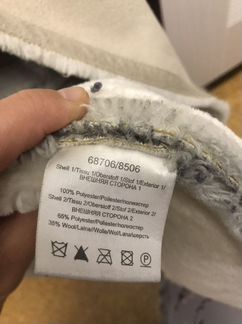 68706/8506
Shell 1/Tissu 1/Oberstoff 1/Stof 1/Exterior 1/
ВНЕШНЯЯ СТОРОНА 1
100% Polyester/Poliester/полиэстер
Shell 2/Tissu 2/Oberstoff 2/Stof 2/Exterior 2/
ВНЕШНЯЯ СТОРОНА 2
65% Polyester/Poliester/полиэстер
35% Wool/Laine/Wolle/Wol/Lana/шерсть
P